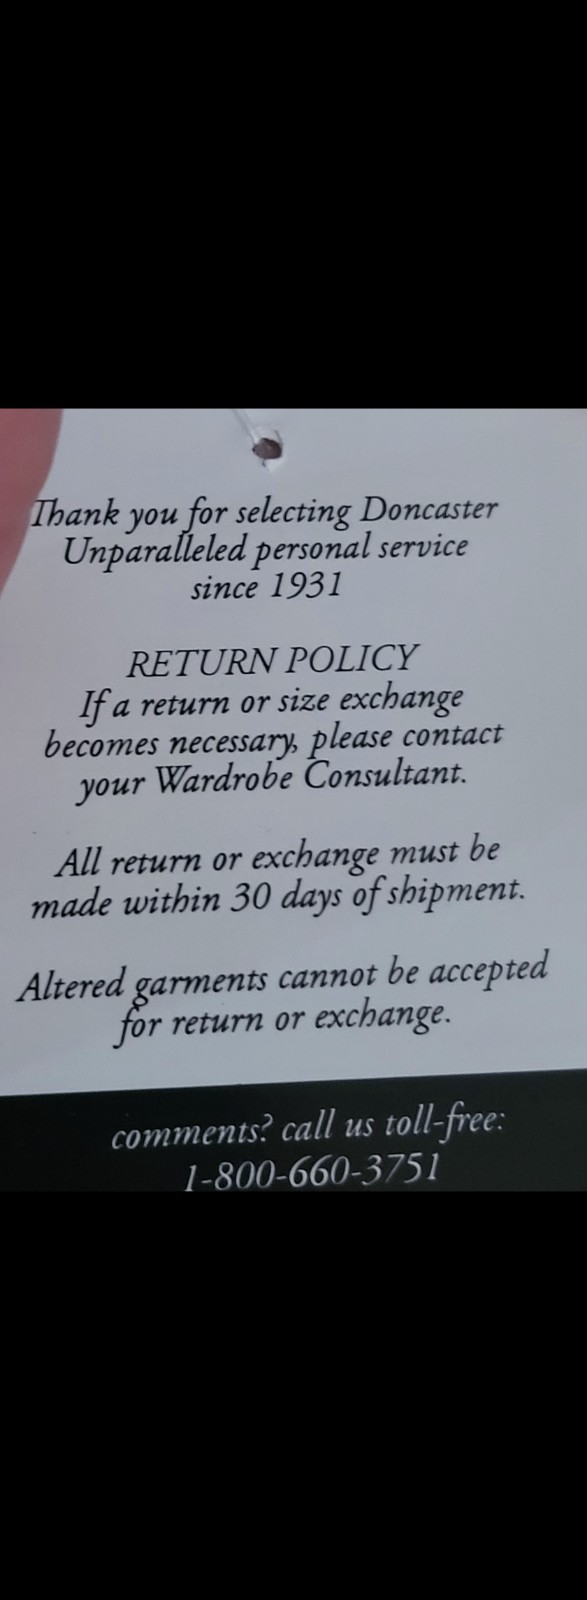 Thank you for selecting Doncaster
Unparalleled personal service
since 1931
RETURN POLICY
If a return or size exchange
becomes necessary, please contact
your Wardrobe Consultant.
All return or exchange must be
made within 30 days of shipment.
Altered garments cannot be accepted
for return or exchange.
comments? call us toll-free:
1-800-660-3751